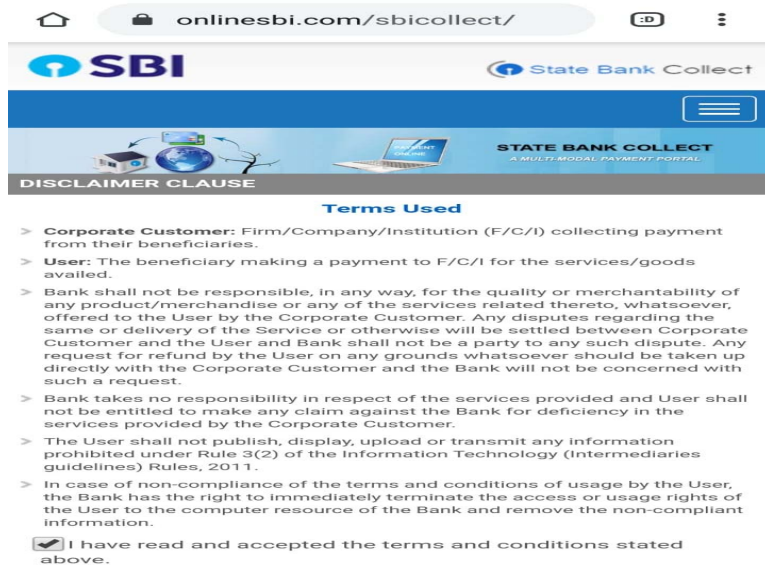 onlinesbi.com/sbicollect/
:D
SBI
State Bank Collect
PAYMENT
ONLINE
STATE BANK COLLECT
A MULTI-MODAL PAYMENT PORTAL
DISCLAIMER CLAUSE
Terms Used
> Corporate Customer: Firm/Company/Institution (F/C/I) collecting payment
from their beneficiaries.
> User: The beneficiary making a payment to F/C/I for the services/goods
availed.
> Bank shall not be responsible, in any way, for the quality or merchantability of
any product/merchandise or any of the services related thereto, whatsoever,
offered to the User by the Corporate Customer. Any disputes regarding the
same or delivery of the Service or otherwise will be settled between Corporate
Customer and the User and Bank shall not be a party to any such dispute. Any
request for refund by the User on any grounds whatsoever should be taken up
directly with the Corporate Customer and the Bank will not be concerned with
such a request.
> Bank takes no responsibility in respect of the services provided and User shall
not be entitled to make any claim against the Bank for deficiency in the
services provided by the Corporate Customer.
> The User shall not publish, display, upload or transmit any information
prohibited under Rule 3(2) of the Information Technology (Intermediaries
guidelines) Rules, 2011.
> In case of non-compliance of the terms and conditions of usage by the User,
the Bank has the right to immediately terminate the access or usage rights of
the User to the computer resource of the Bank and remove the non-compliant
information.
I have read and accepted the terms and conditions stated
above.